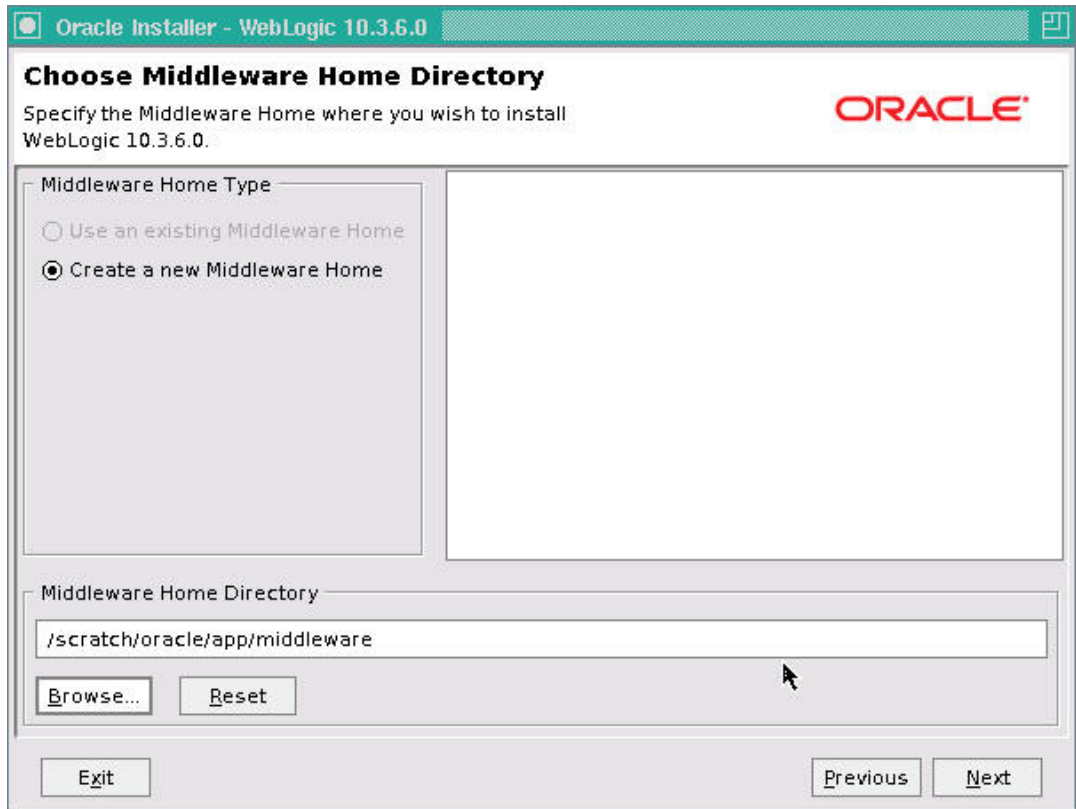 Oracle Installer - WebLogic 10.3.6.0
Choose Middleware Home Directory
Specify the Middleware Home where you wish to install
WebLogic 10.3.6.0.
ORACLE
Middleware Home Type
Use an existing Middleware Home
Create a new Middleware Home
Middleware Home Directory
/scratch/oracle/app/middleware
Browse...
Reset
Exit
Previous
Next